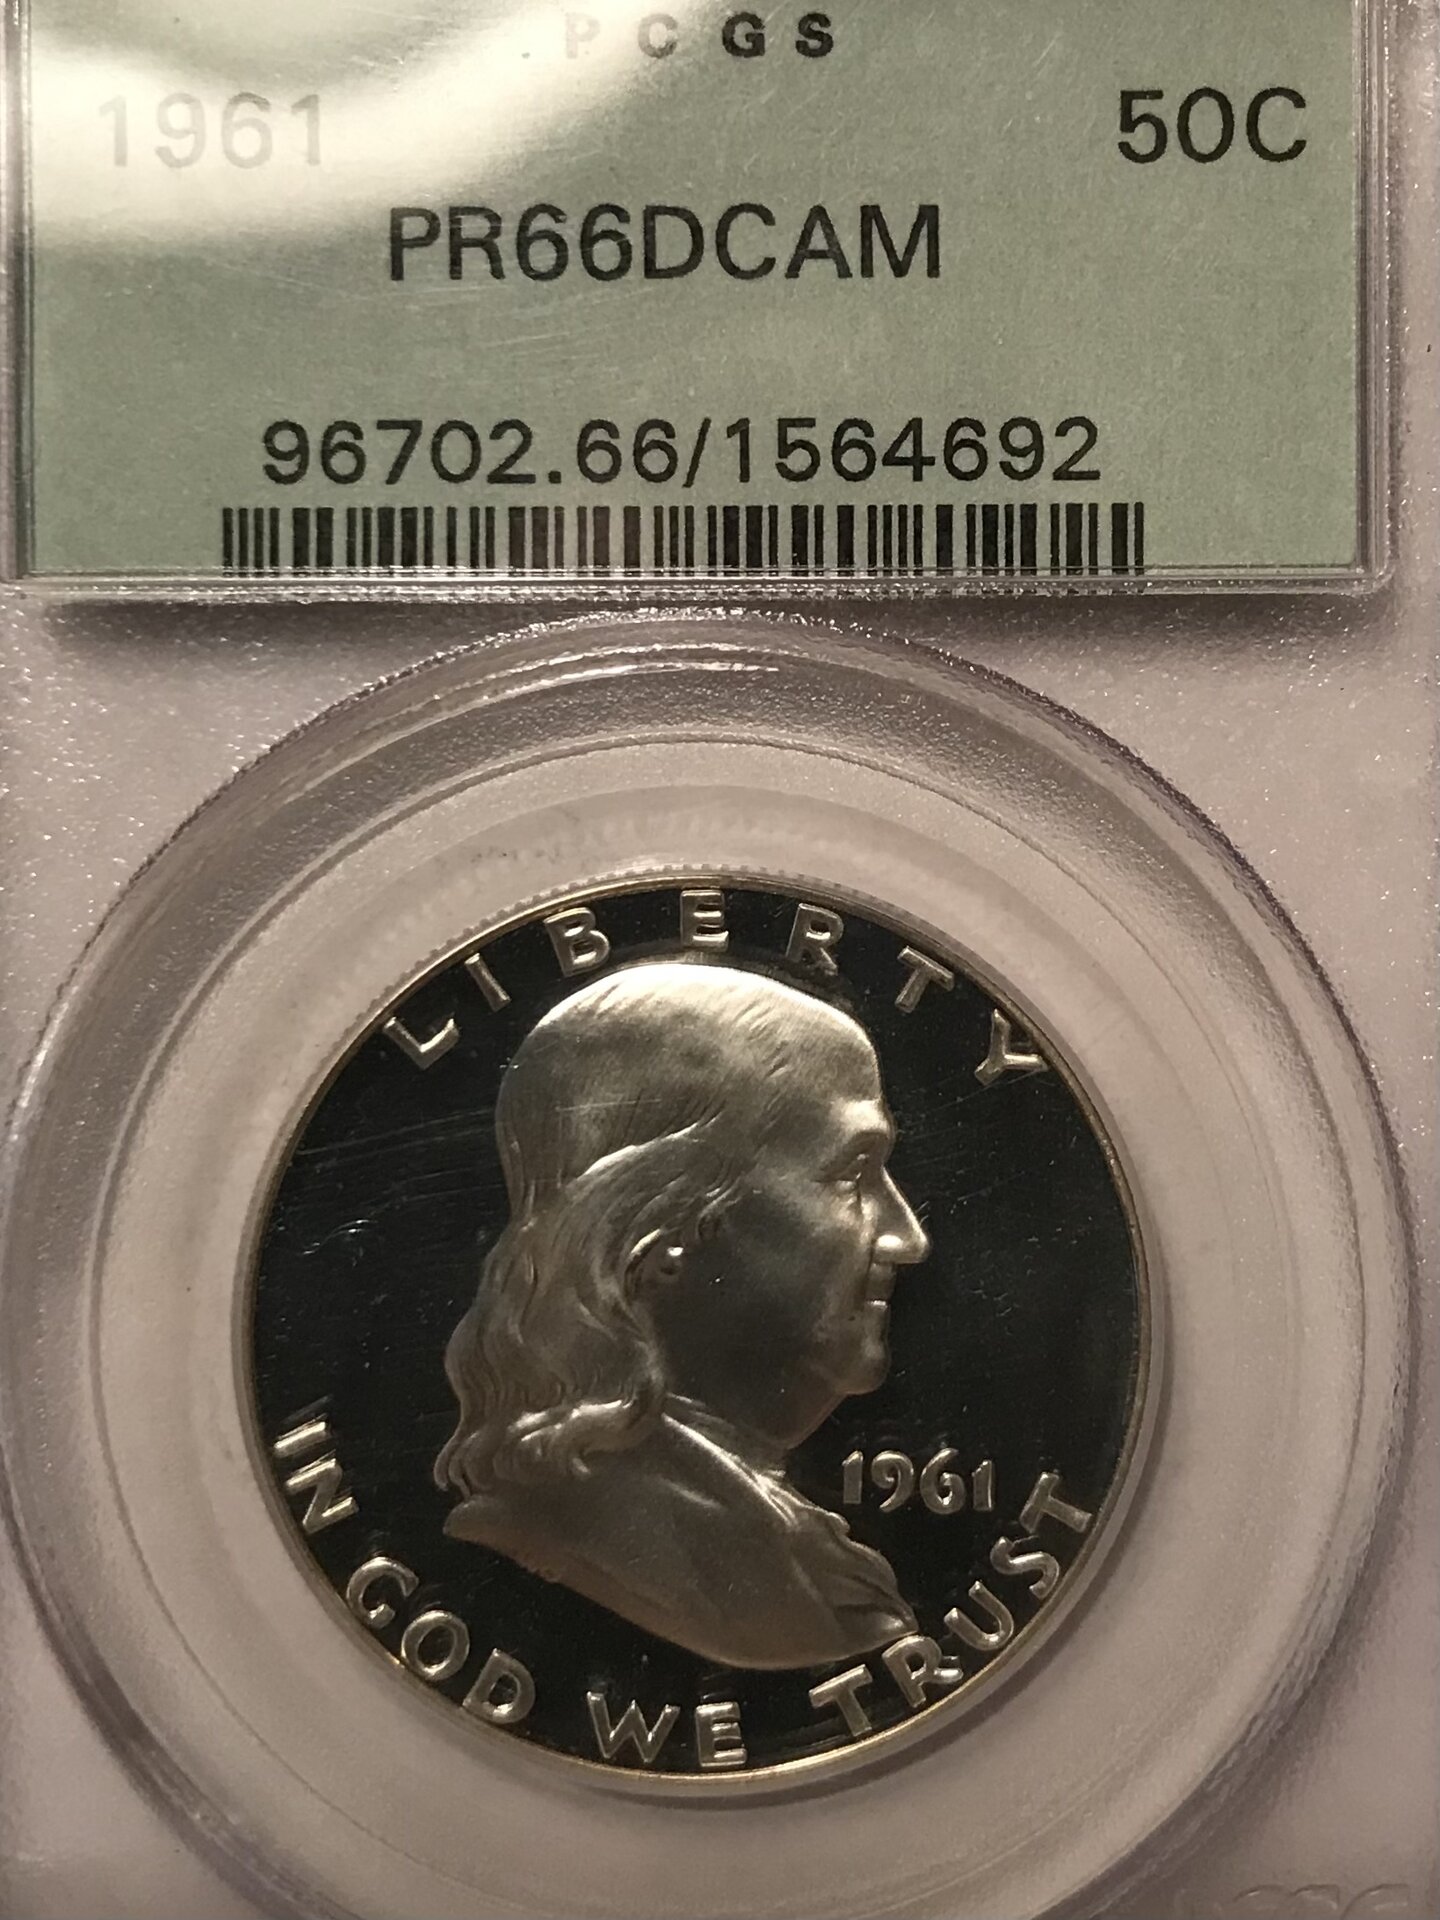 PCGS
1961 50C
PR66DCAM
96702.66/1564692
LIBERTY
1961
IN GOD WE TRUST